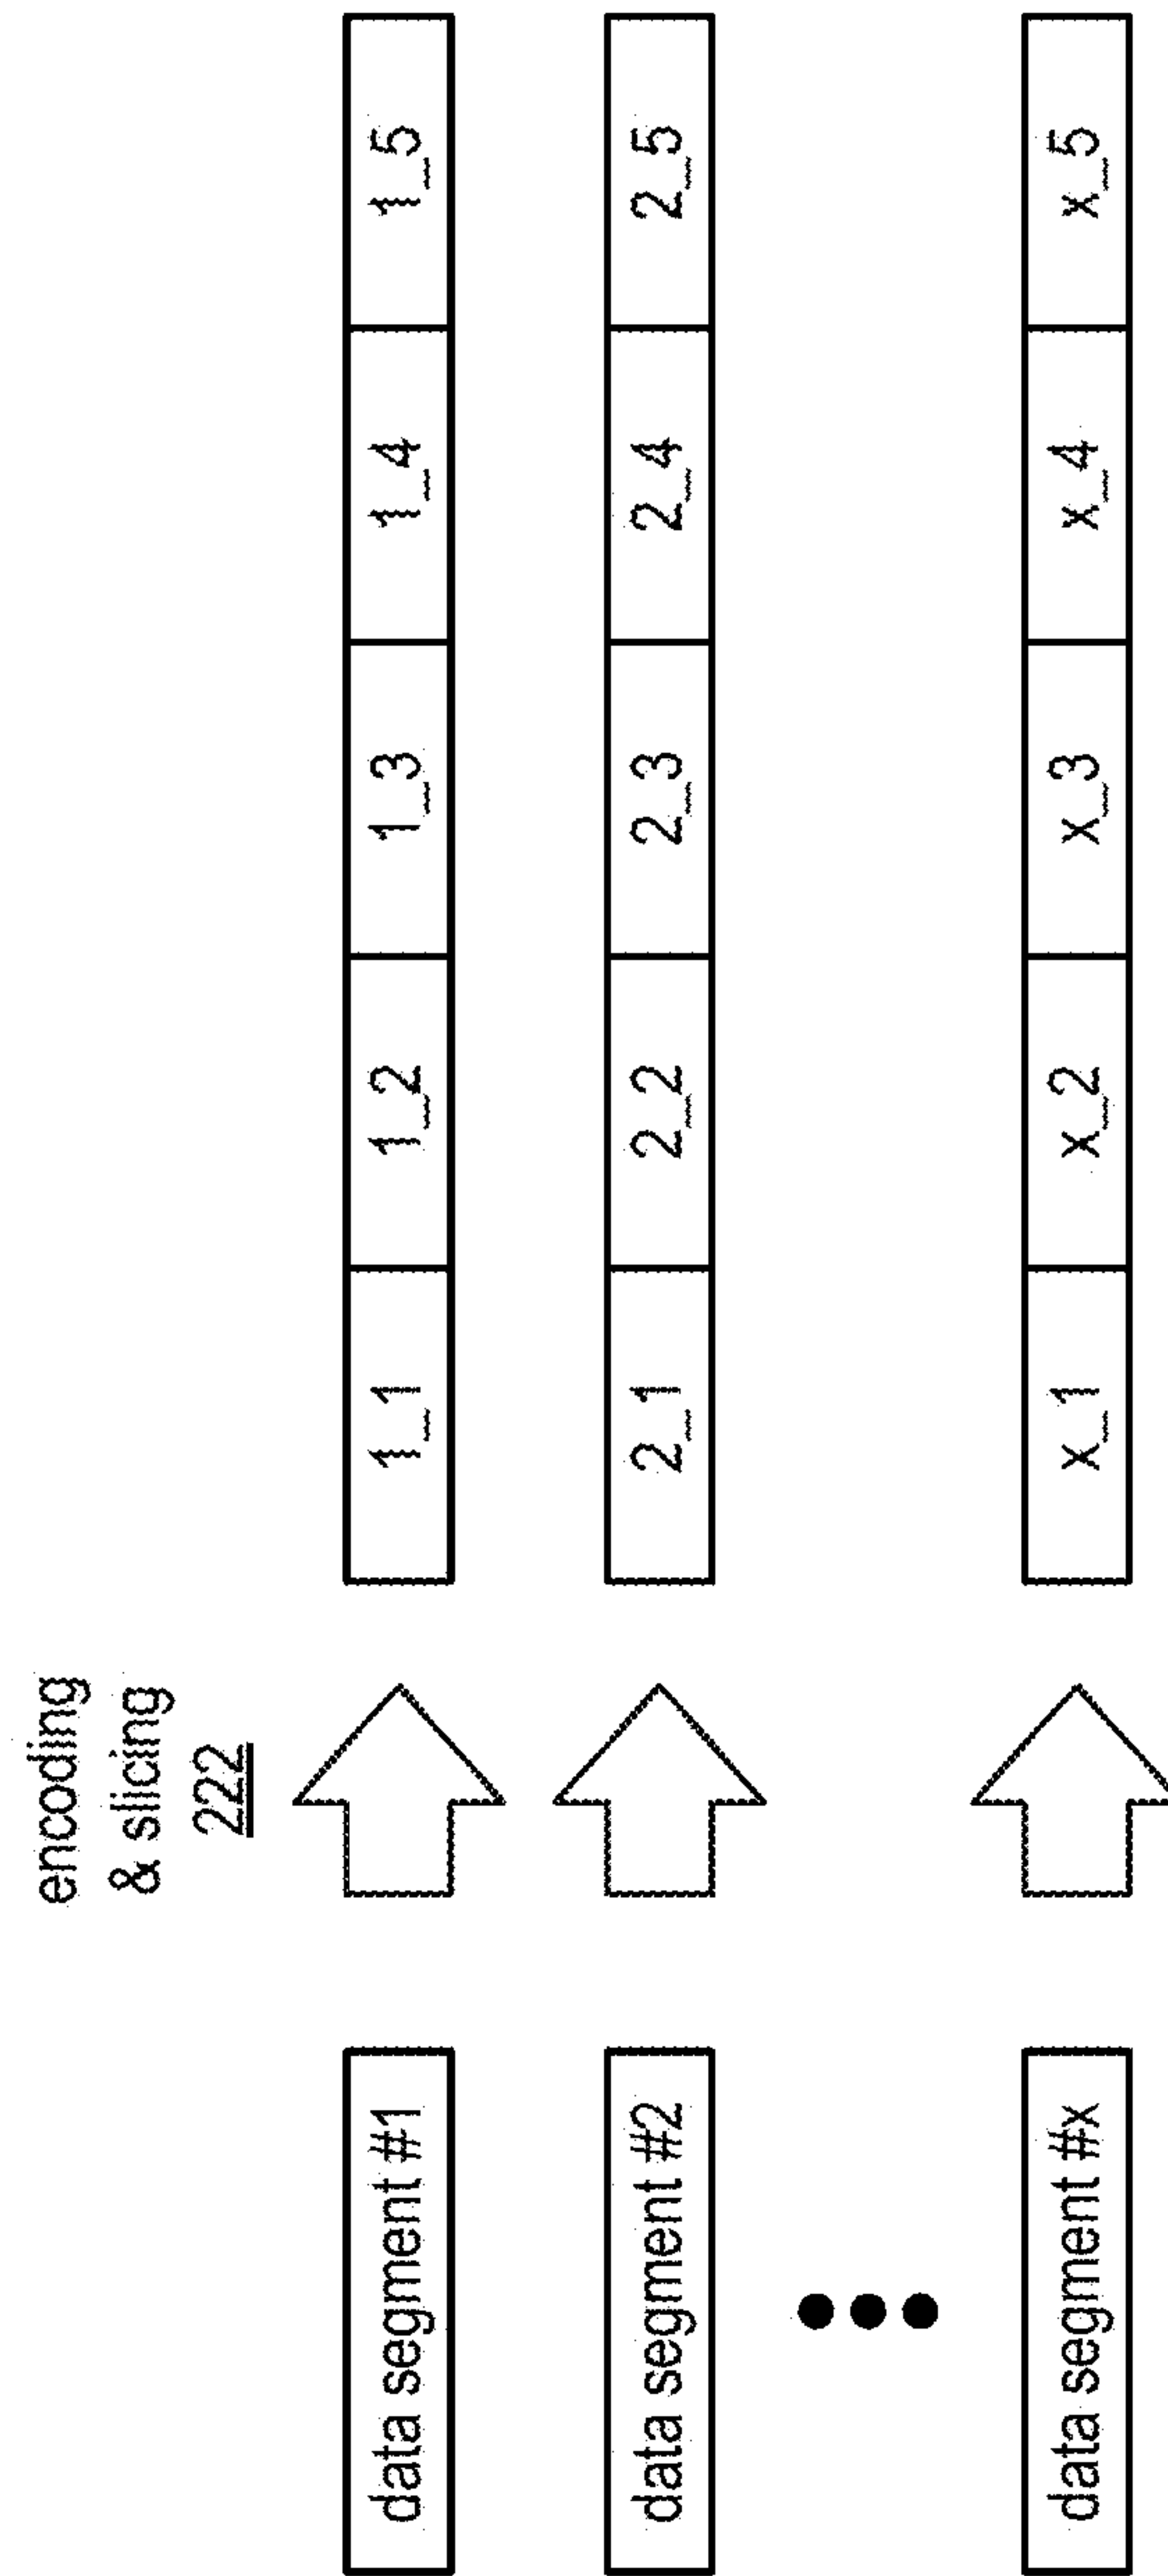 encoding
& slicing
222
data segment #1
1_1 1_2 1_3 1_4 1_5
data segment #2
2_1 2_2 2_3 2_4 2_5
data segment #x
x_1 x_2 x_3 x_4 x_5